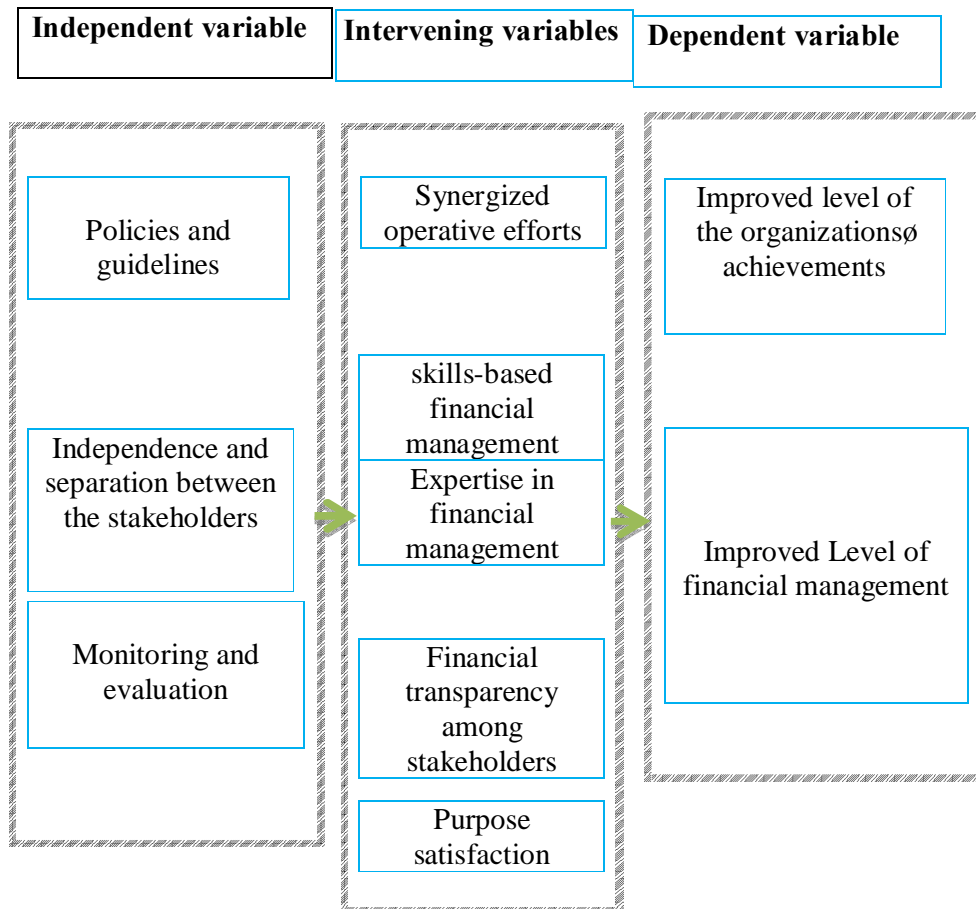 Independent variable
Intervening variables
Dependent variable
Policies and
guidelines
Independence and
separation between
the stakeholders
Monitoring and
evaluation
Synergized
operative efforts
skills-based
financial
management
Expertise in
financial
management
Financial
transparency
among
stakeholders
Purpose
satisfaction
Improved level of
the organizationsø
achievements
Improved Level of
financial management